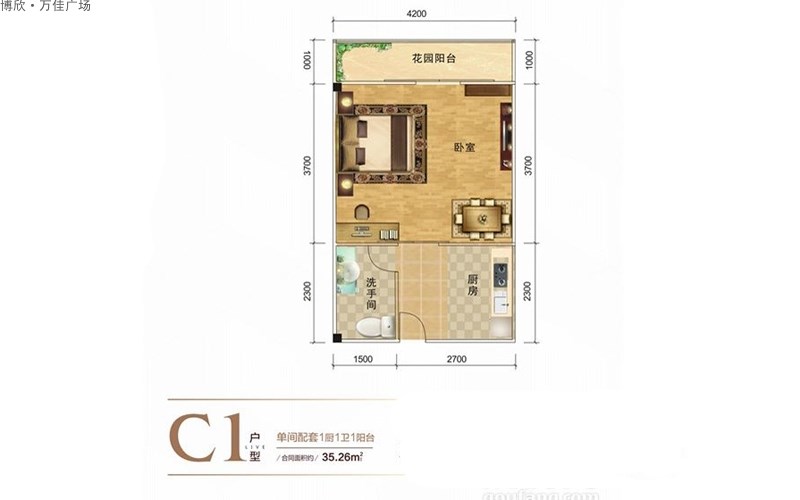 博欣·万佳广场
4200
1000
花园阳台
1000
3700
卧室
3700
2300
洗手间
厨房
2300
1500
2700
C1
户型
LIVE
单间配套1厨1卫1阳台
/合同面积约/ 35.26m²